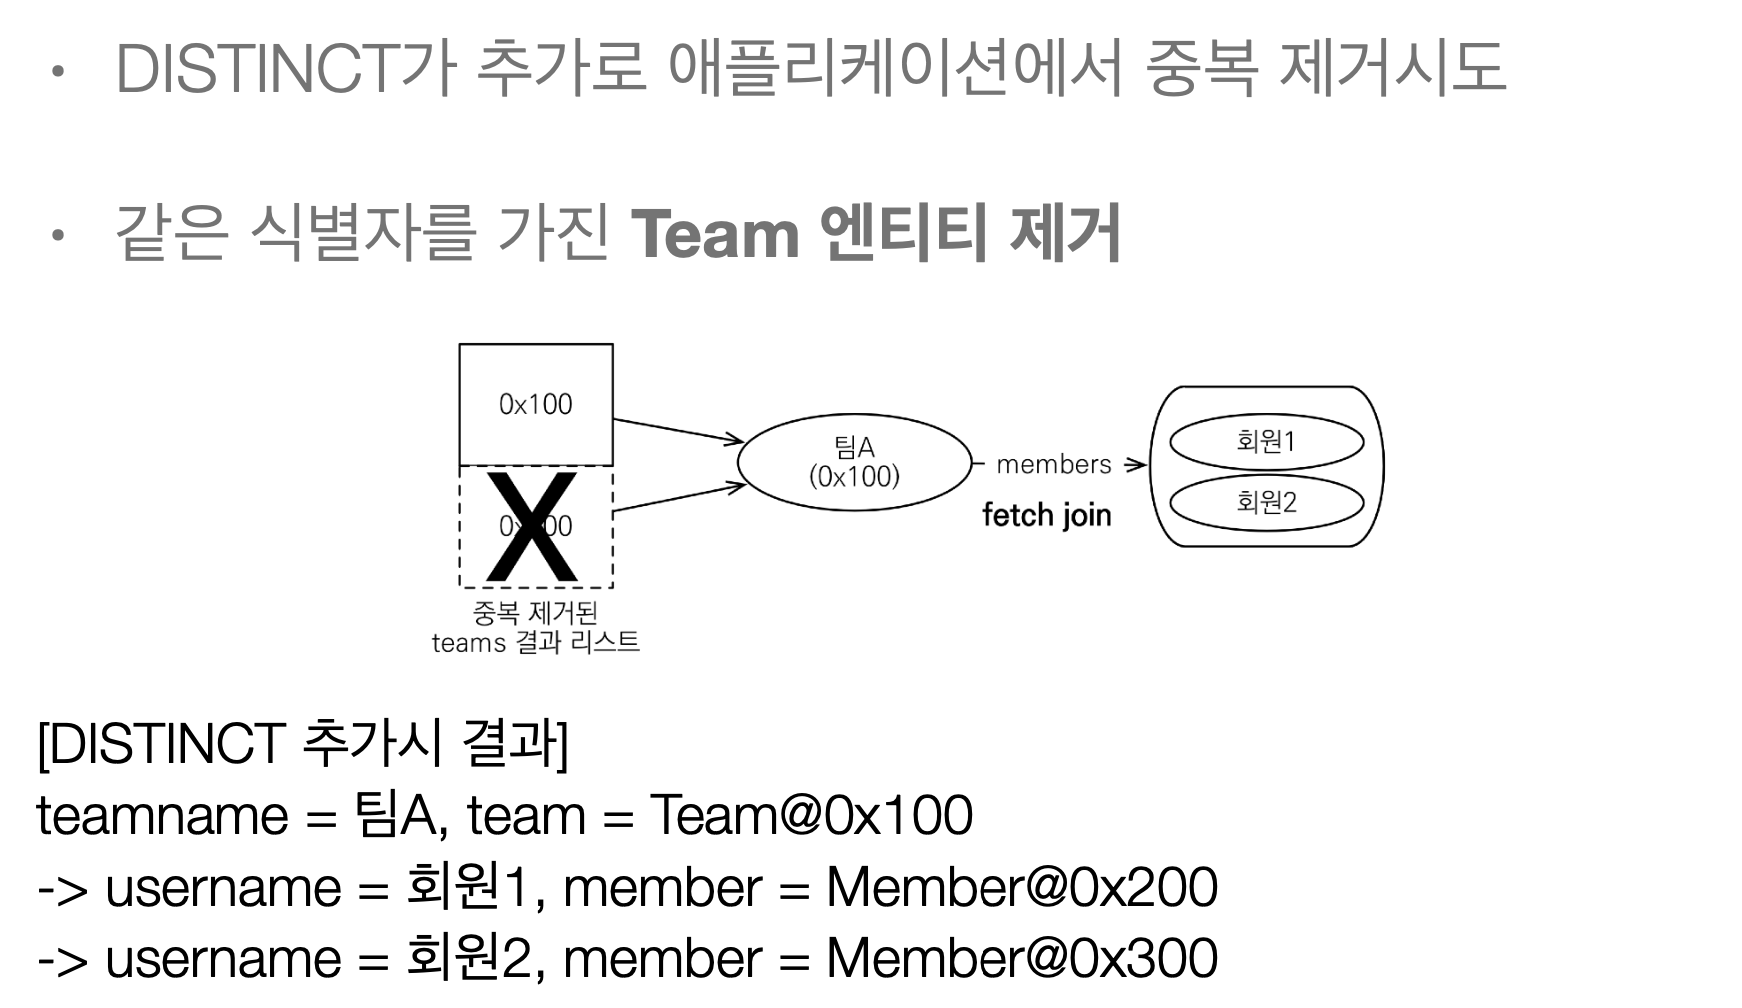 • DISTINCT가 추가로 애플리케이션에서 중복 제거시도
• 같은 식별자를 가진 Team 엔티티 제거
0x100
X
팀A
(0x100)
members
fetch join
회원1
회원2
중복 제거된
teams 결과 리스트
[DISTINCT 추가시 결과]
teamname = 팀A, team = Team@0x100
-> username = 회원1, member = Member@0x200
-> username = 회원2, member = Member@0x300